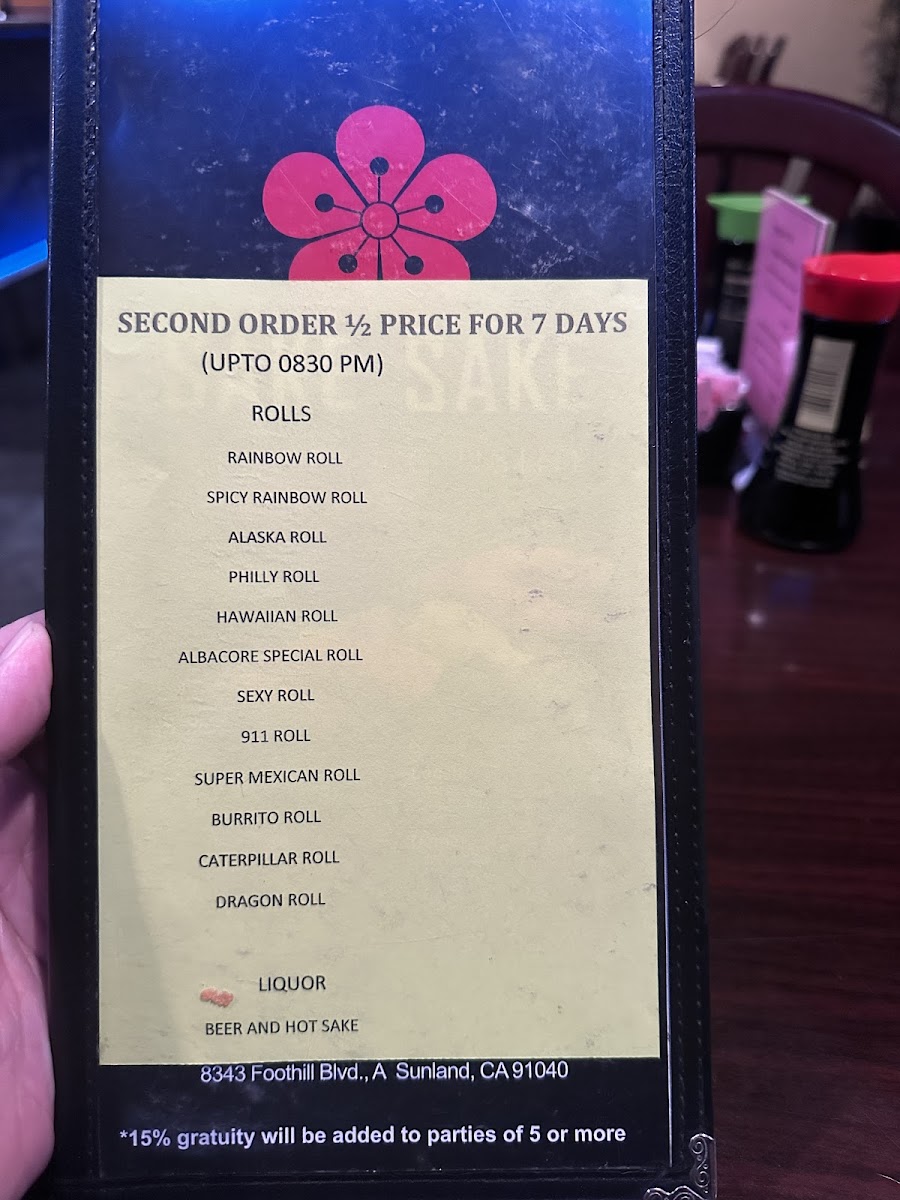 SECOND ORDER ½ PRICE FOR 7 DAYS
(UPTO 0830 PM)
SAKE
ROLLS
RAINBOW ROLL
SPICY RAINBOW ROLL
ALASKA ROLL
PHILLY ROLL
HAWAIIAN ROLL
ALBACORE SPECIAL ROLL
SEXY ROLL
911 ROLL
SUPER MEXICAN ROLL
BURRITO ROLL
CATERPILLAR ROLL
DRAGON ROLL
LIQUOR
BEER AND HOT SAKE
8343 Foothill Blvd., A Sunland, CA 91040
*15% gratuity will be added to parties of 5 or more